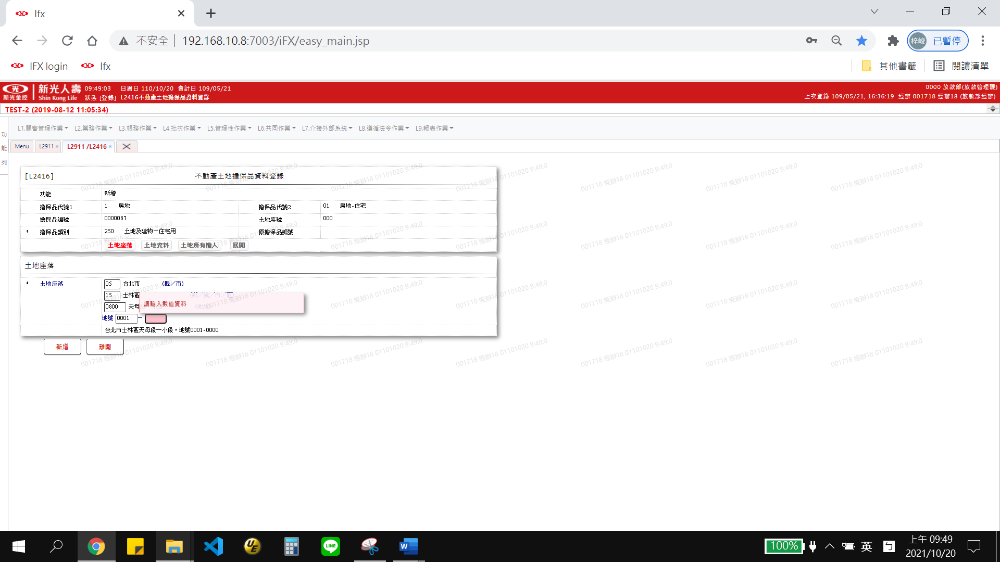 Ifx
不安全 192.168.10.8:7003/iFX/easy_main.jsp
梓峻 已暫停
IFX login Ifx 其他書籤 閱讀清單
新光金控 新光人壽 Shin Kong Life
09:49:03 日曆日 110/10/20 會計日 109/05/21 0000 放款部(放款管理課)
狀態 [登錄] L2416不動產土地擔保品資料登錄 上次登錄 109/05/21, 16:36:19 經辦 001718 經辦18 (放款部經辦)
TEST-2 (2019-08-12 11:05:34)
功能列
L1.顧客管理作業 L2.業務作業 L3.帳務作業 L4.批次作業 L5.管理性作業 L6.共同作業 L7.介接外部系統 L8.遵循法令作業 L9.報表作業
Menu L2911 × L2911 /L2416 ×
[L2416] 不動產土地擔保品資料登錄
功能 新增
擔保品代號1 1 房地 擔保品代號2 01 房地-住宅
擔保品編號 0000087 土地序號 000
* 擔保品類別 250 土地及建物－住宅用 原擔保品編號
土地座落 土地資料 土地所有權人 展開
土地座落
* 土地座落 05 台北市 （縣／市）
15 士林區 （鄉／鎮／市／區）
0800 天母 （地段）
請輸入數值資料
地號 0001 －
台北市士林區天母段一小段，地號0001-0000
新增 離開
001718 經辦18 01101020 9:49:0
100% 英 上午 09:49
2021/10/20